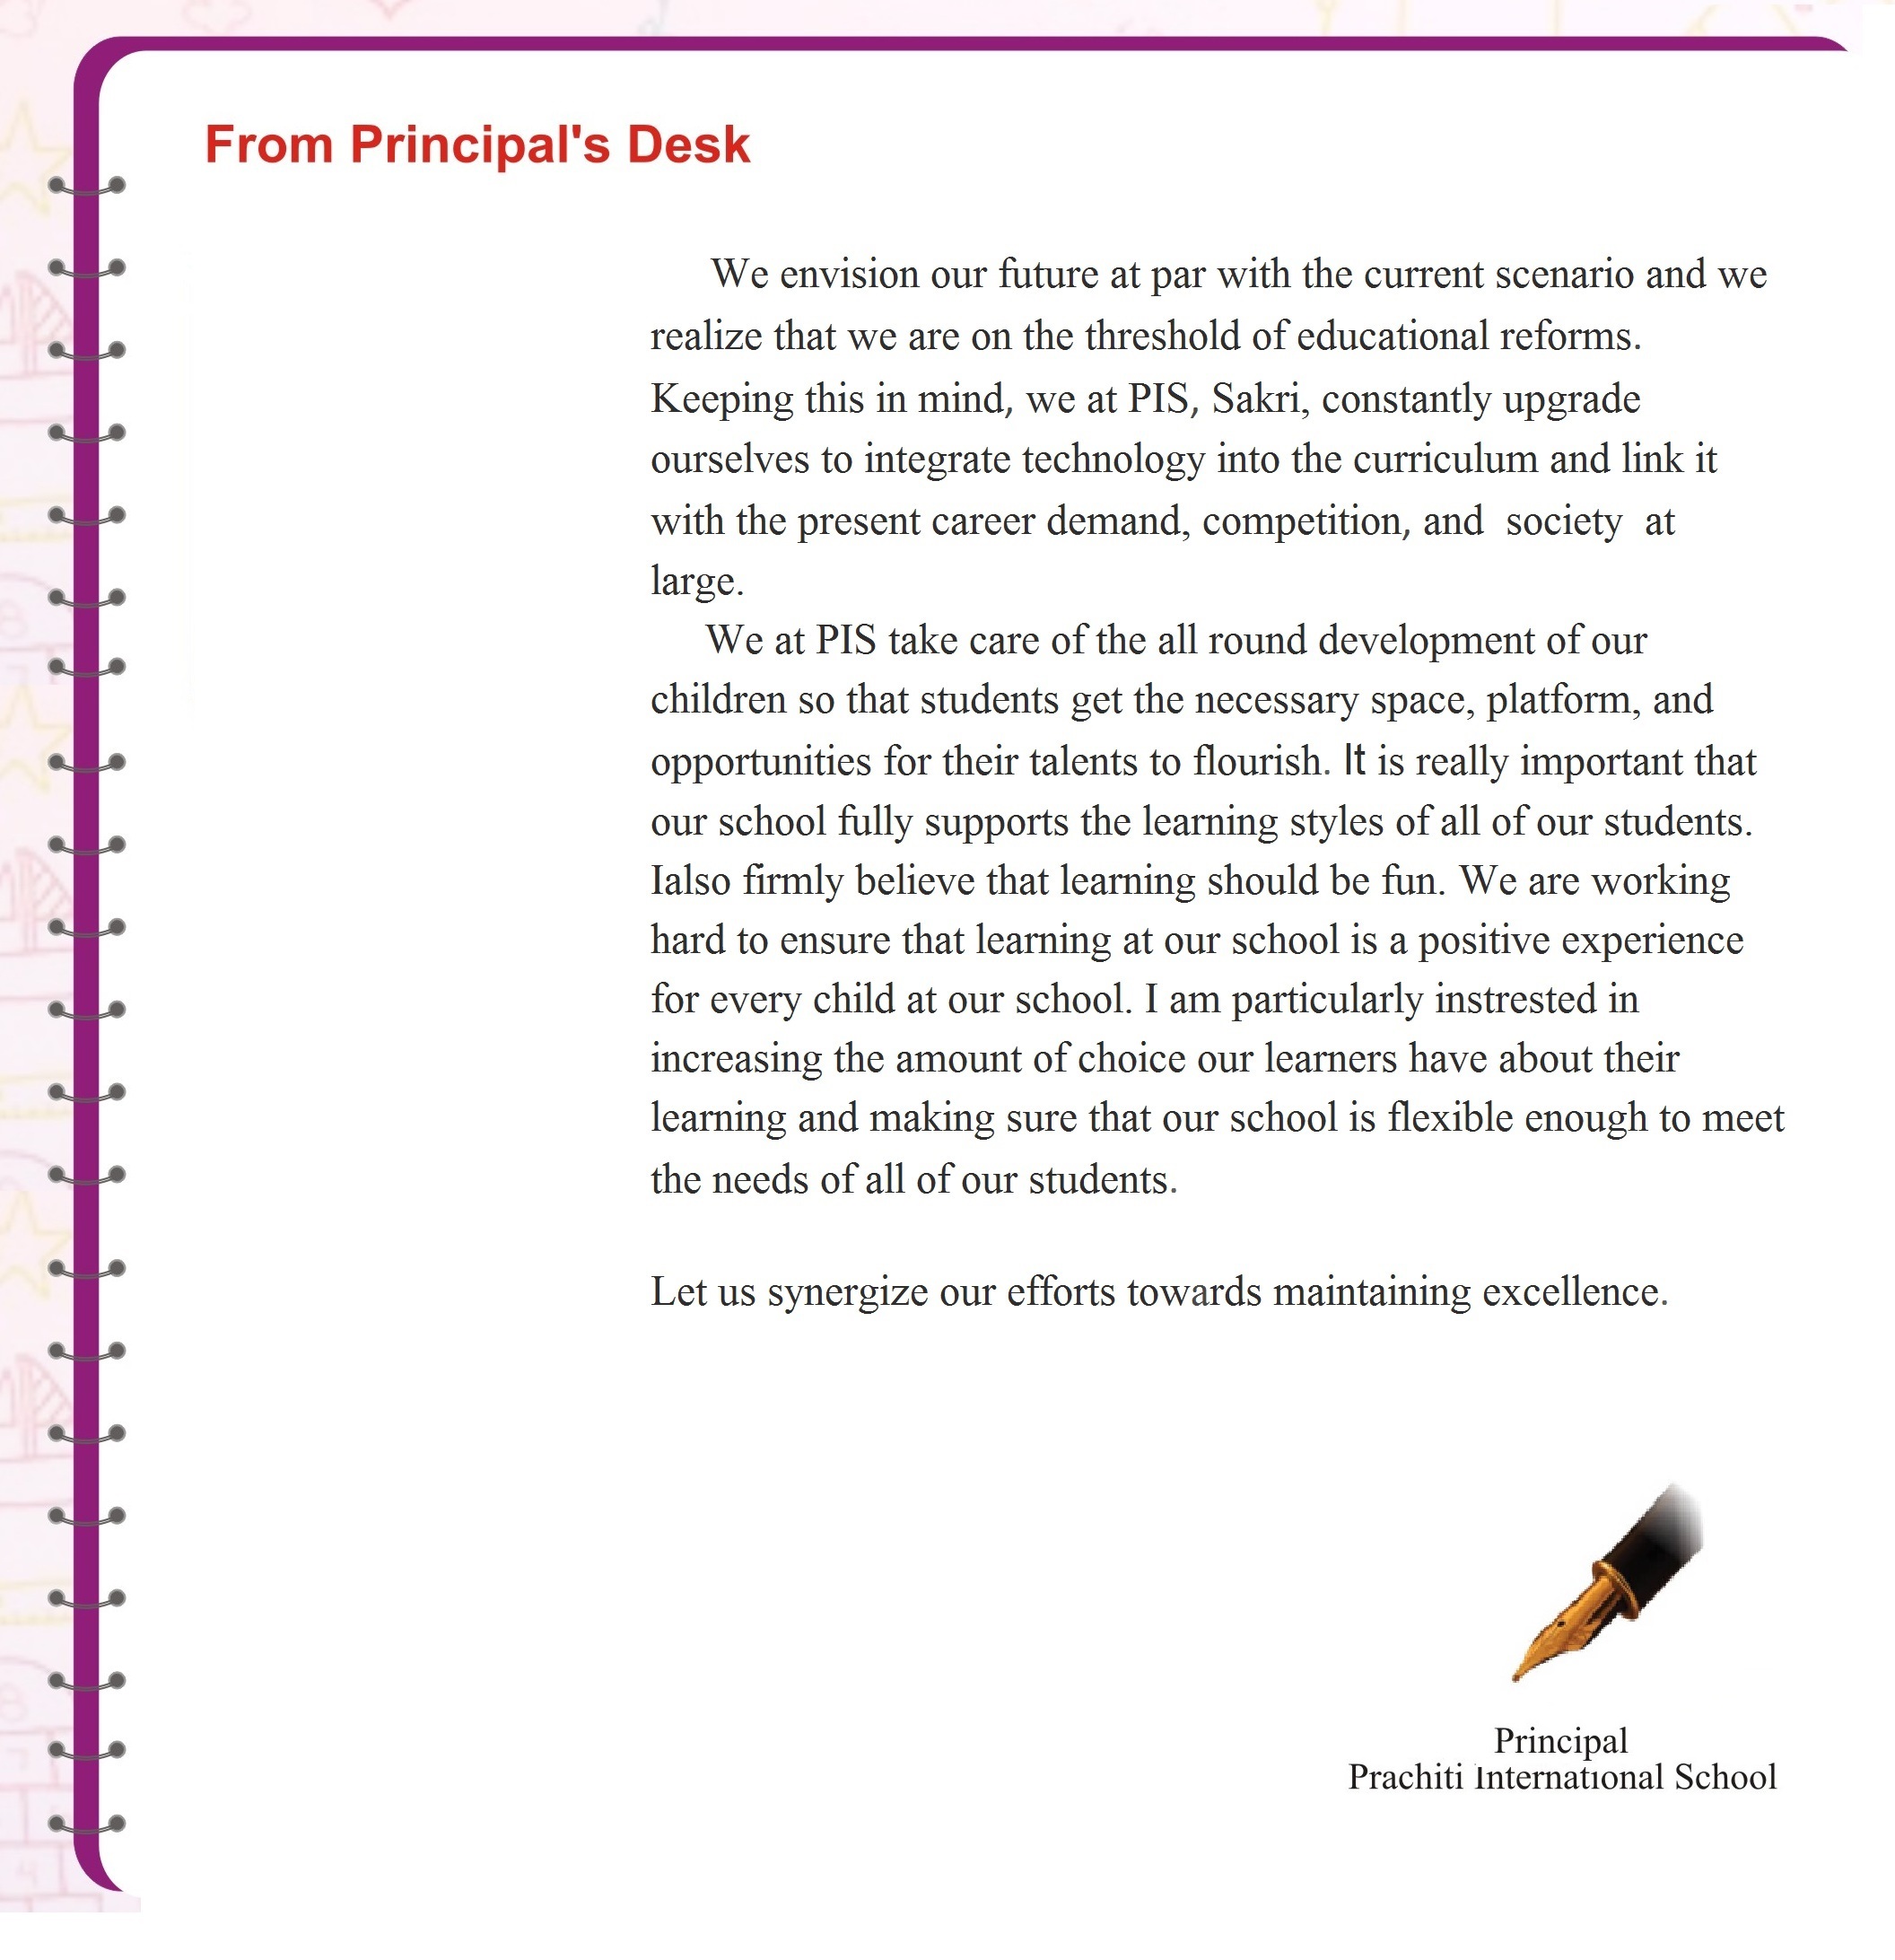 From Principal's Desk
We envision our future at par with the current scenario and we
realize that we are on the threshold of educational reforms.
Keeping this in mind, we at PIS, Sakri, constantly upgrade
ourselves to integrate technology into the curriculum and link it
with the present career demand, competition, and society at
large.
We at PIS take care of the all round development of our
children so that students get the necessary space, platform, and
opportunities for their talents to flourish. It is really important that
our school fully supports the learning styles of all of our students.
Ialso firmly believe that learning should be fun. We are working
hard to ensure that learning at our school is a positive experience
for every child at our school. I am particularly instrested in
increasing the amount of choice our learners have about their
learning and making sure that our school is flexible enough to meet
the needs of all of our students.
Let us synergize our efforts towards maintaining excellence.
Principal
Prachiti International School